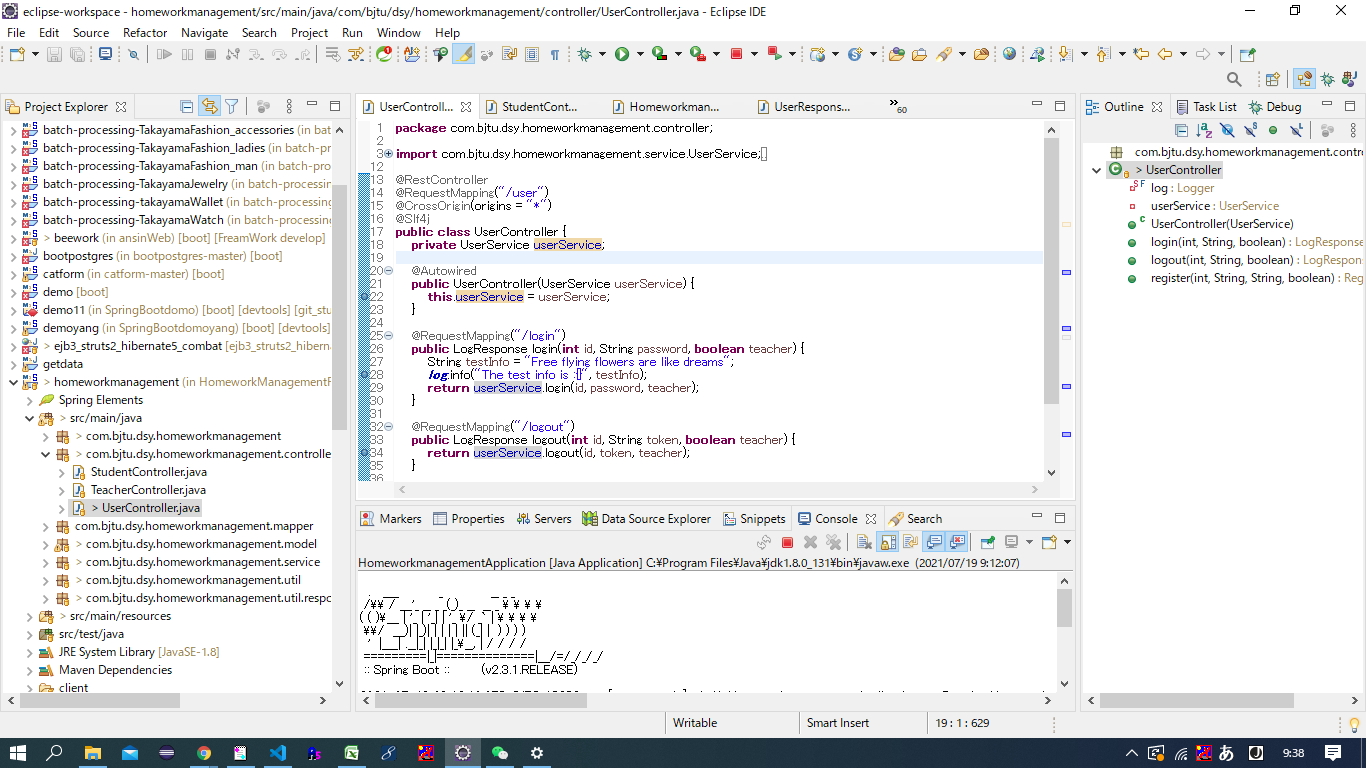 eclipse-workspace - homeworkmanagement/src/main/java/com/bjtu/dsy/homeworkmanagement/controller/UserController.java - Eclipse IDE
File Edit Source Refactor Navigate Search Project Run Window Help
Project Explorer
batch-processing-TakayamaFashion_accessories (in bat
batch-processing-TakayamaFashion_ladies (in batch-pr
batch-processing-TakayamaFashion_man (in batch-pro
batch-processing-TakayamaJewelry (in batch-processin
batch-processing-TakayamaWallet (in batch-processing
batch-processing-TakayamaWatch (in batch-processing
> beework (in ansinWeb) [boot] [FreamWork develop]
bootpostgres (in bootpostgres-master) [boot]
catform (in catform-master) [boot]
demo [boot]
demo11 (in SpringBootdomo) [boot] [devtools] [git_stu
demoyang (in SpringBootdomoyang) [boot] [devtools]
> ejb3_struts2_hibernate5_combat [ejb3_struts2_hiberna
getdata
> homeworkmanagement (in HomeWorkManagementF
Spring Elements
> src/main/java
> com.bjtu.dsy.homeworkmanagement
> com.bjtu.dsy.homeworkmanagement.controlle
StudentController.java
TeacherController.java
> UserController.java
com.bjtu.dsy.homeworkmanagement.mapper
> com.bjtu.dsy.homeworkmanagement.model
> com.bjtu.dsy.homeworkmanagement.service
> com.bjtu.dsy.homeworkmanagement.util
> com.bjtu.dsy.homeworkmanagement.util.respo
> src/main/resources
src/test/java
JRE System Library [JavaSE-1.8]
Maven Dependencies
client
UserControll... StudentCont... Homeworkman... UserRespons... »60
1 package com.bjtu.dsy.homeworkmanagement.controller;
2
3 import com.bjtu.dsy.homeworkmanagement.service.UserService;
12
13 @RestController
14 @RequestMapping("/user")
15 @CrossOrigin(origins = "*")
16 @Slf4j
17 public class UserController {
18 private UserService userService;
19
20 @Autowired
21 public UserController(UserService userService) {
22 this.userService = userService;
23 }
24
25 @RequestMapping("/login")
26 public LogResponse login(int id, String password, boolean teacher) {
27 String testInfo = "Free flying flowers are like dreams";
28 log.info("The test info is :{}", testInfo);
29 return userService.login(id, password, teacher);
30 }
31
32 @RequestMapping("/logout")
33 public LogResponse logout(int id, String token, boolean teacher) {
34 return userService.logout(id, token, teacher);
35 }
36
Outline Task List Debug
com.bjtu.dsy.homeworkmanagement.contro
> UserController
log : Logger
userService : UserService
UserController(UserService)
login(int, String, boolean) : LogResponse
logout(int, String, boolean) : LogRespon
register(int, String, String, boolean) : Reg
Markers Properties Servers Data Source Explorer Snippets Console Search
HomeworkmanagementApplication [Java Application] C:¥Program Files¥Java¥jdk1.8.0_131¥bin¥javaw.exe (2021/07/19 9:12:07)
:: Spring Boot :: (v2.3.1.RELEASE)
Writable Smart Insert 19 : 1 : 629
あ 9:38